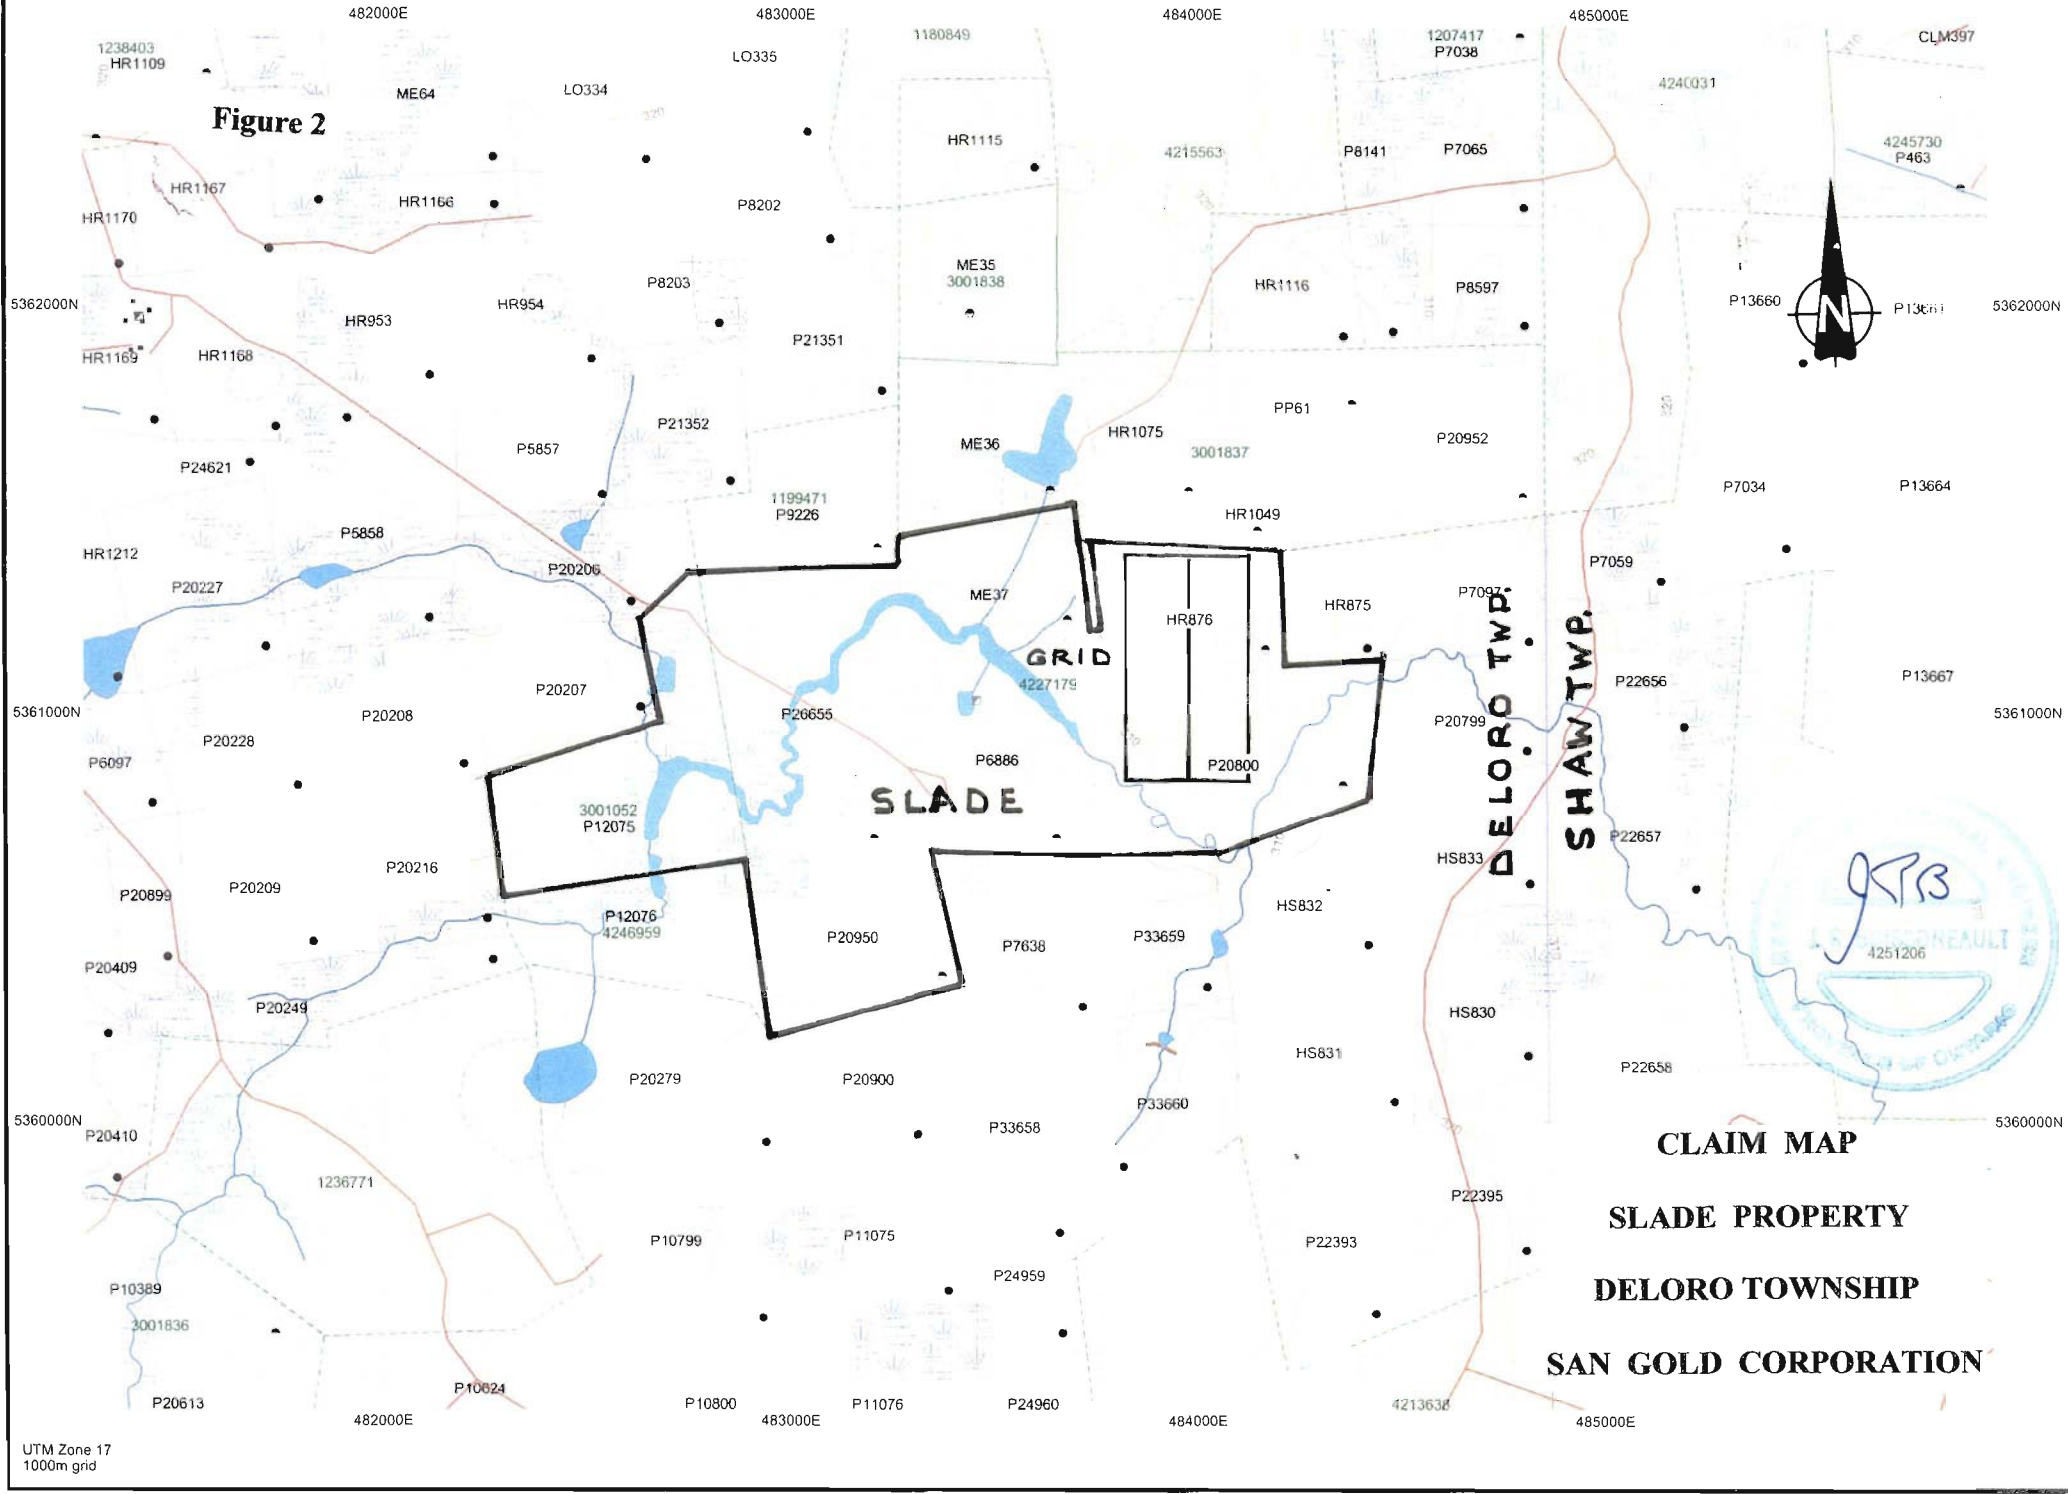 482000E
483000E
484000E
485000E
1238403
HR1109
LO335
1180849
1207417
P7038
CLM397
ME64
LO334
4240031
Figure 2
320
HR1115
4215563
P8141
P7065
4245730
P463
HR1167
HR1166
HR1170
P8202
ME35
3001838
P8203
HR1116
P8597
P13660
N
5362000N
HR954
HR953
5362000N
HR1169
HR1168
P21351
PP61
P21352
ME36
HR1075
3001837
P20952
320
P5857
320
P24621
P7034
P13664
1199471
P9226
HR1049
P5858
HR1212
P20206
P7059
P20227
ME37
HR876
HR875
P7097
GRID
4227179
P20207
P22656
P13667
5361000N
P20208
P26655
P20799
5361000N
P20228
P6097
P6886
P20800
DELORO TWP.
SHAW TWP.
SLADE
3001052
P12075
P22657
HS833
P20216
P20899
P20209
HS832
P12076
4246959
P20950
P7638
P33659
4251206
P20409
P20249
HS830
HS831
P20279
P20900
P22658
P33660
5360000N
P20410
P33658
5360000N
CLAIM MAP
1236771
P22395
SLADE PROPERTY
P10799
P11075
P22393
P24959
P10389
DELORO TOWNSHIP
3001836
SAN GOLD CORPORATION
P10624
P20613
P10800
P11076
P24960
4213638
482000E
483000E
484000E
485000E
UTM Zone 17
1000m grid